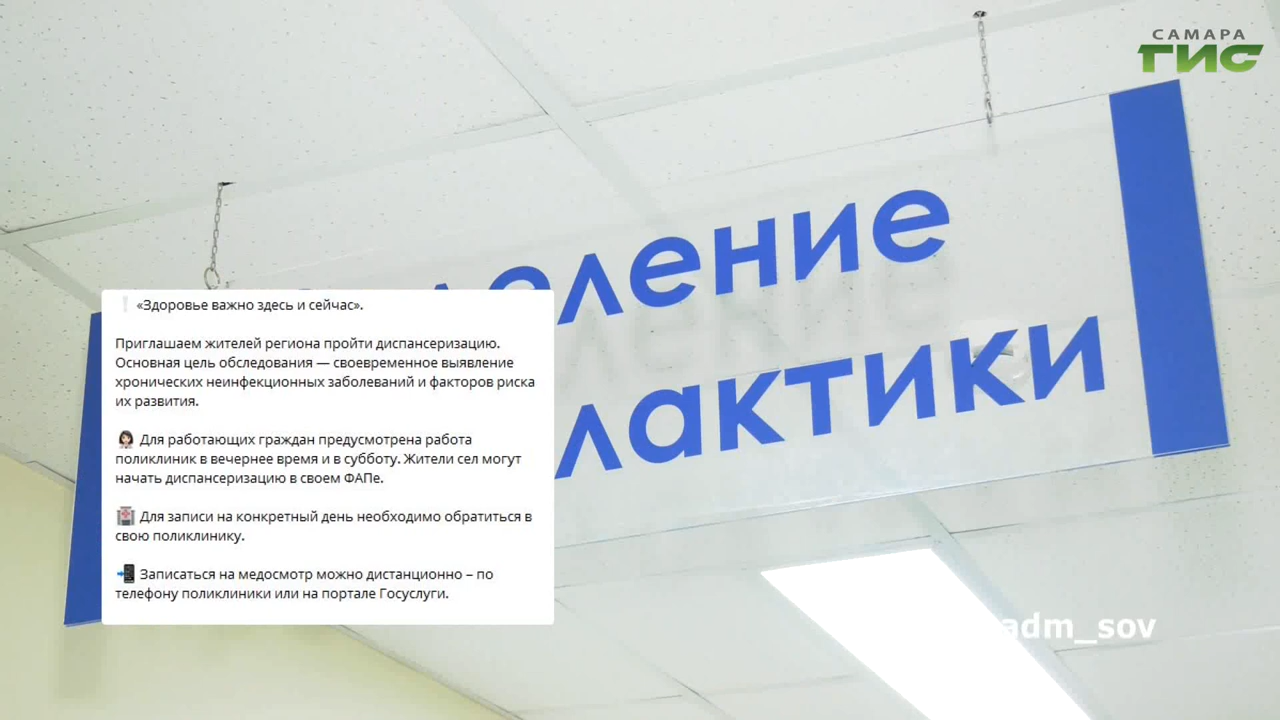 САМАРА
ГИС
ление
лактики
«Здоровье важно здесь и сейчас».
Приглашаем жителей региона пройти диспансеризацию.
Основная цель обследования — своевременное выявление
хронических неинфекционных заболеваний и факторов риска
их развития.
Для работающих граждан предусмотрена работа
поликлиник в вечернее время и в субботу. Жители сел могут
начать диспансеризацию в своем ФАПе.
Для записи на конкретный день необходимо обратиться в
свою поликлинику.
Записаться на медосмотр можно дистанционно – по
телефону поликлиники или на портале Госуслуги.
adm_sov